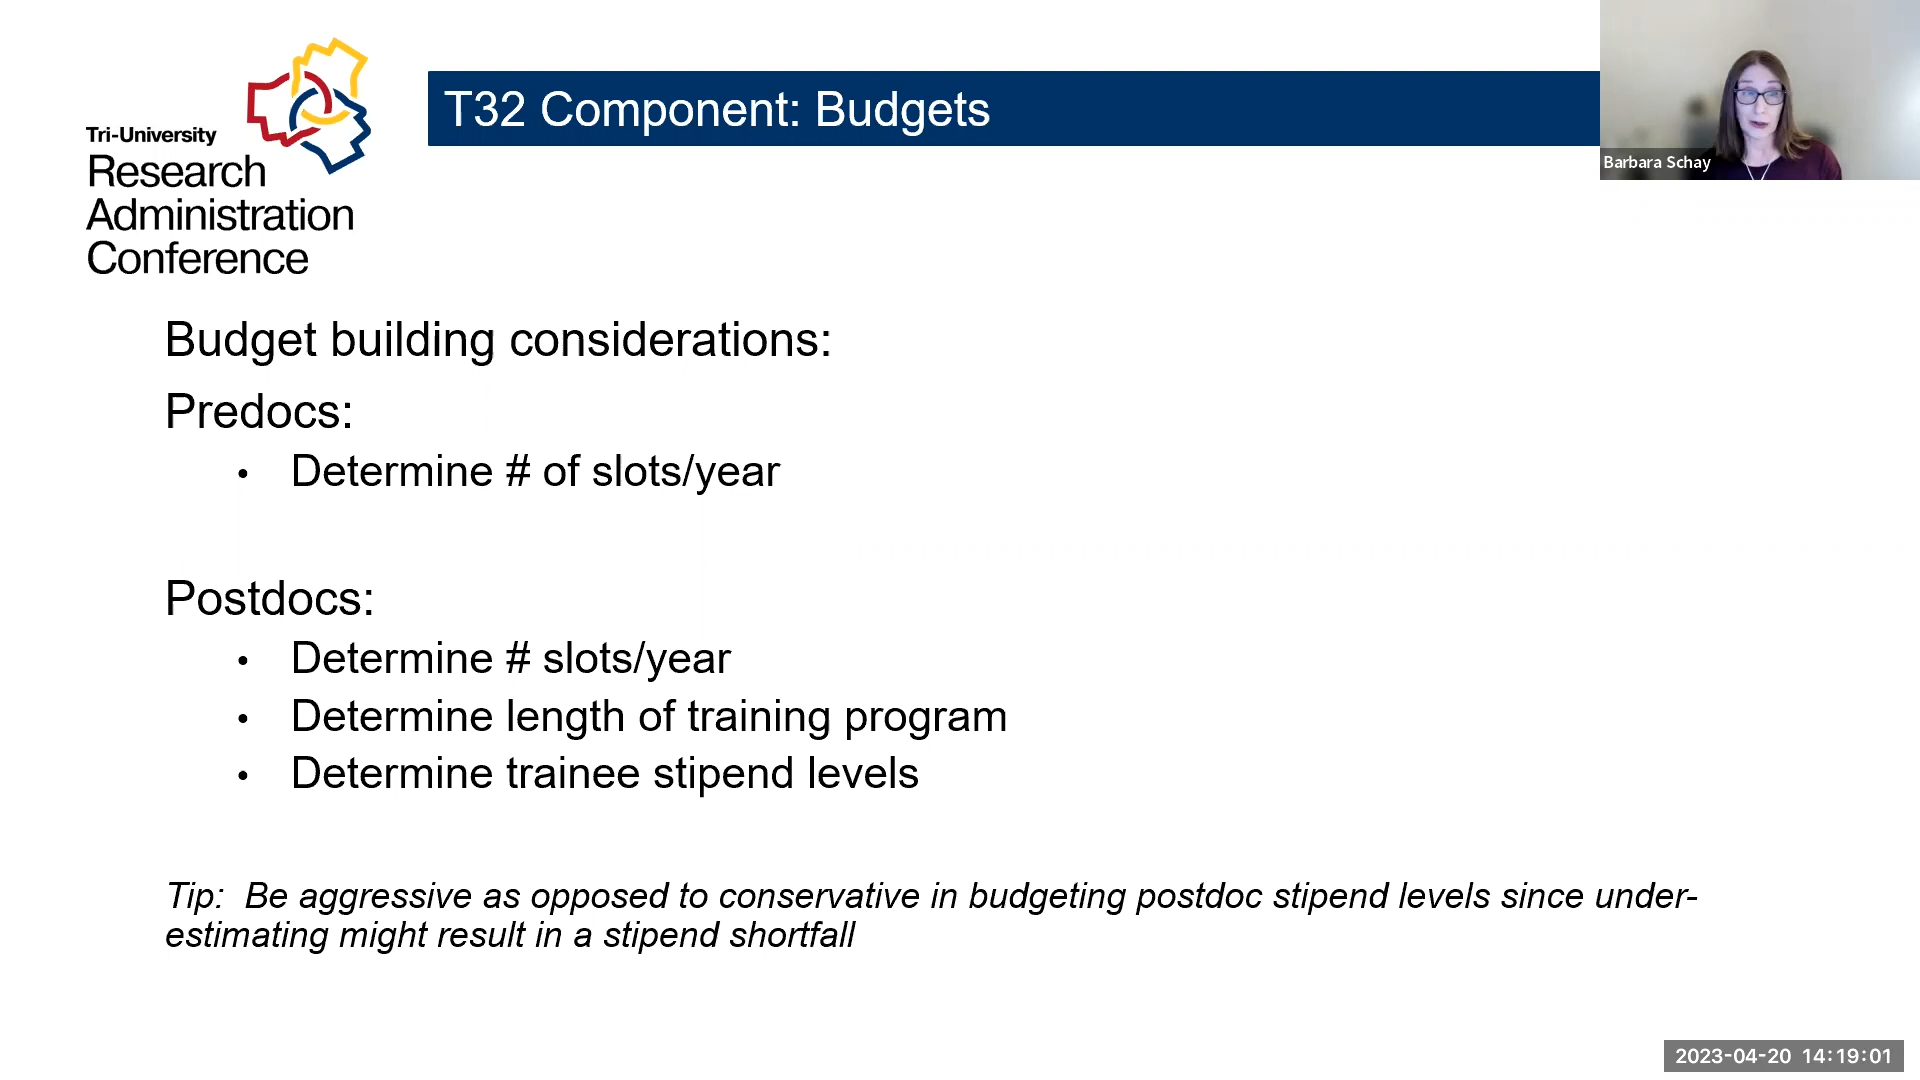 T32 Component: Budgets
Barbara Schay
Tri-University
Research
Administration
Conference
Budget building considerations:
Predocs:
• Determine # of slots/year
Postdocs:
• Determine # slots/year
• Determine length of training program
• Determine trainee stipend levels
Tip:  Be aggressive as opposed to conservative in budgeting postdoc stipend levels since under-
estimating might result in a stipend shortfall
2023-04-20 14:19:01